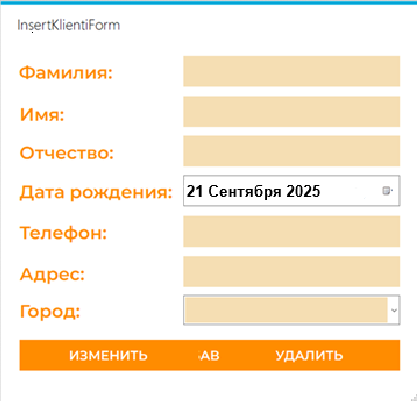 InsertKlientiForm
Фамилия:
Имя:
Отчество:
Дата рождения: 21 Сентября 2025
Телефон:
Адрес:
Город:
ИЗМЕНИТЬ АВ УДАЛИТЬ